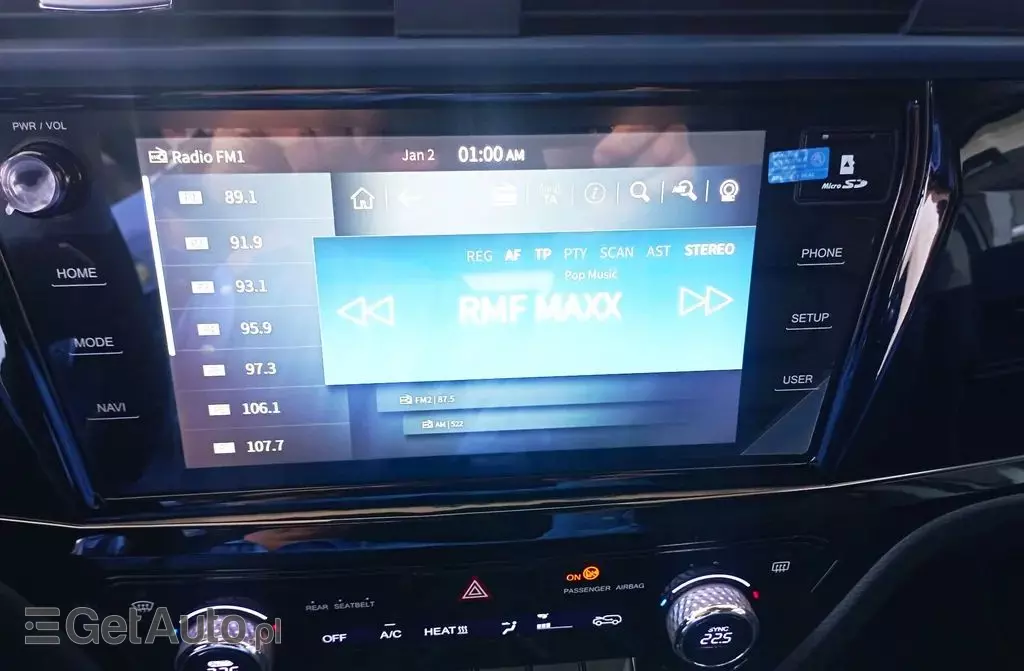 PWR / VOL
Radio FM1
Jan 2
01:00 AM
Micro SD
89.1
91.9
93.1
95.9
97.3
106.1
107.7
TA
REG AF TP PTY SCAN AST STEREO
Pop Music
RMF MAXX
FM2 | 87.5
AM | 522
HOME
MODE
NAVI
PHONE
SETUP
USER
ON
PASSENGER AIRBAG
REAR SEATBELT
OFF
A/C
HEAT
SYNC
22.5
GetAuto.pl